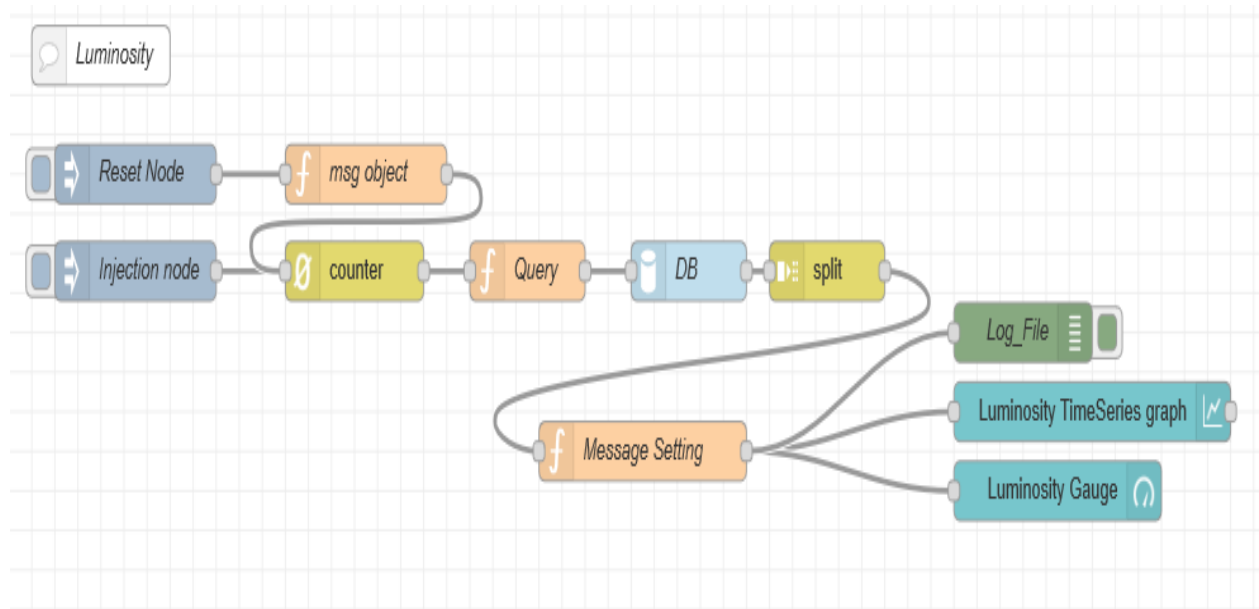 Luminosity
Reset Node
msg object
Injection node
counter
Query
DB
split
Log_File
Luminosity TimeSeries graph
Message Setting
Luminosity Gauge